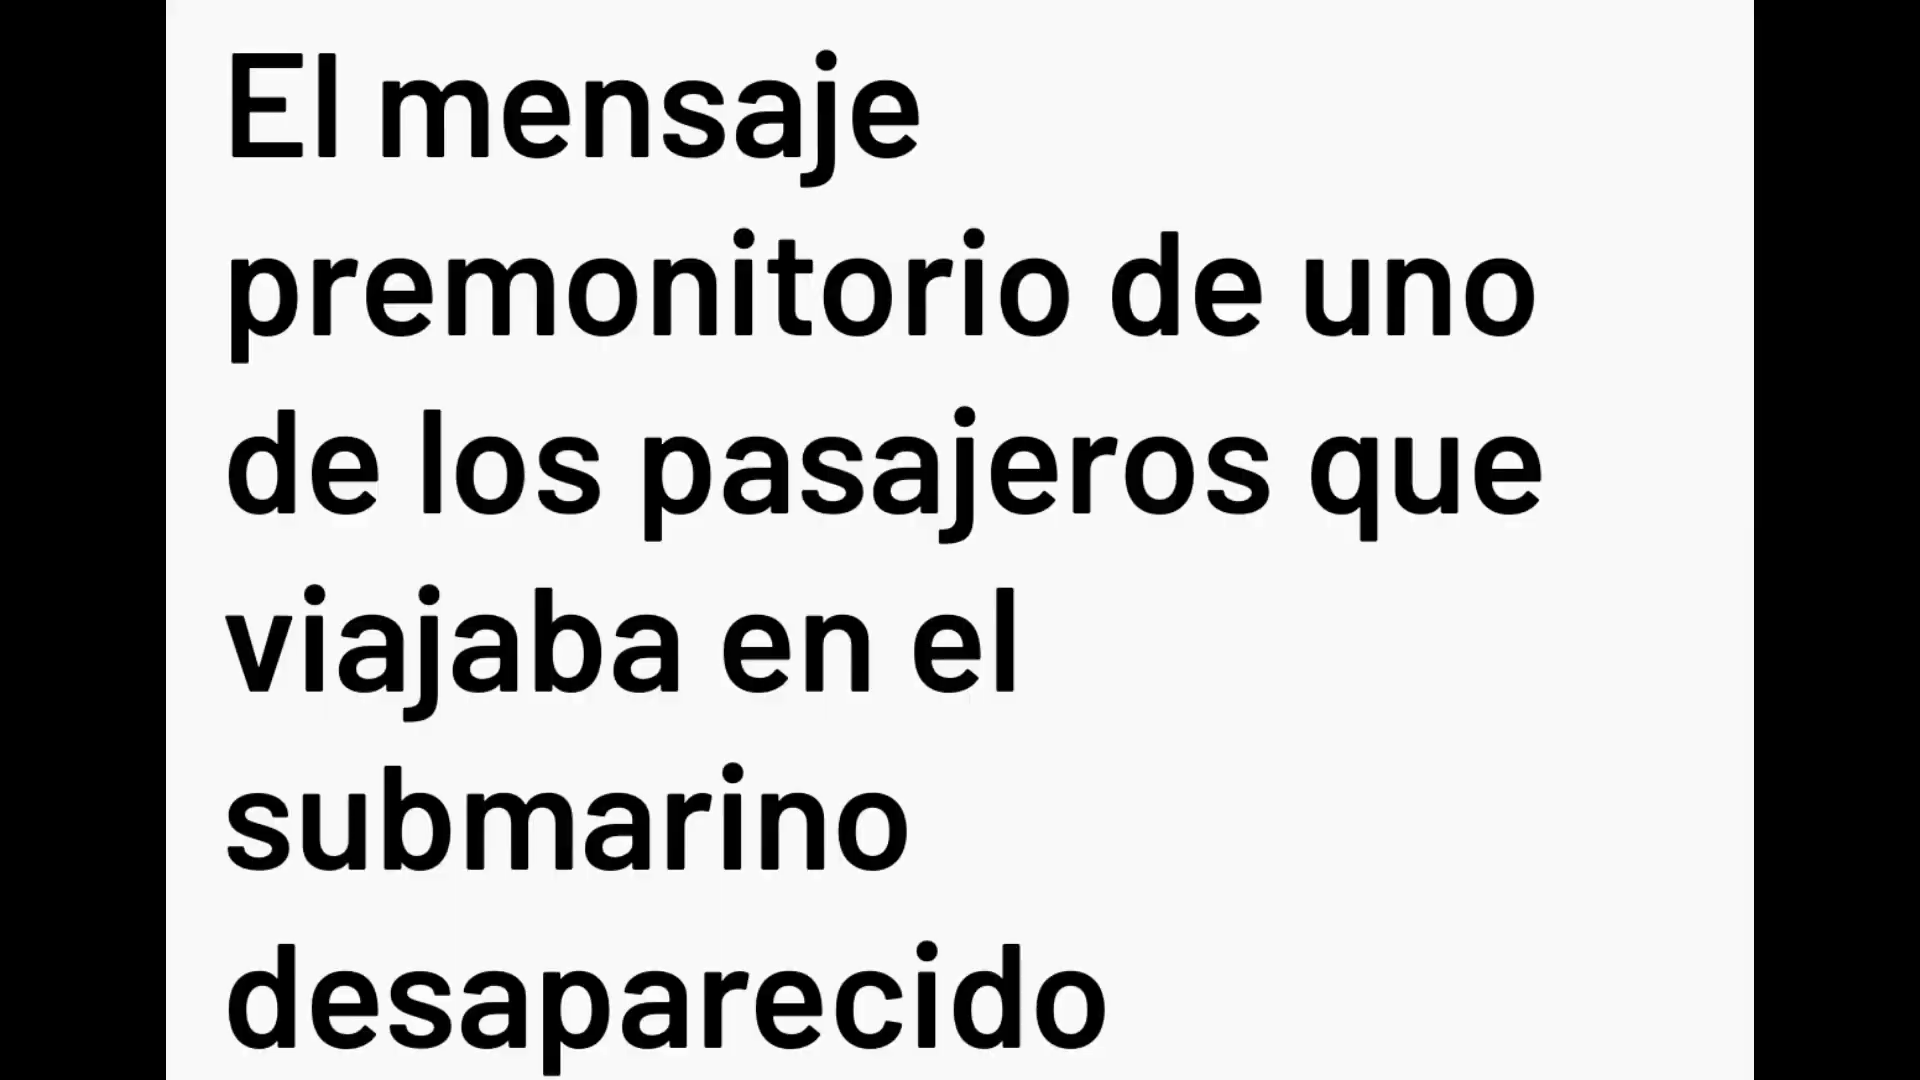 El mensaje
premonitorio de uno
de los pasajeros que
viajaba en el
submarino
desaparecido